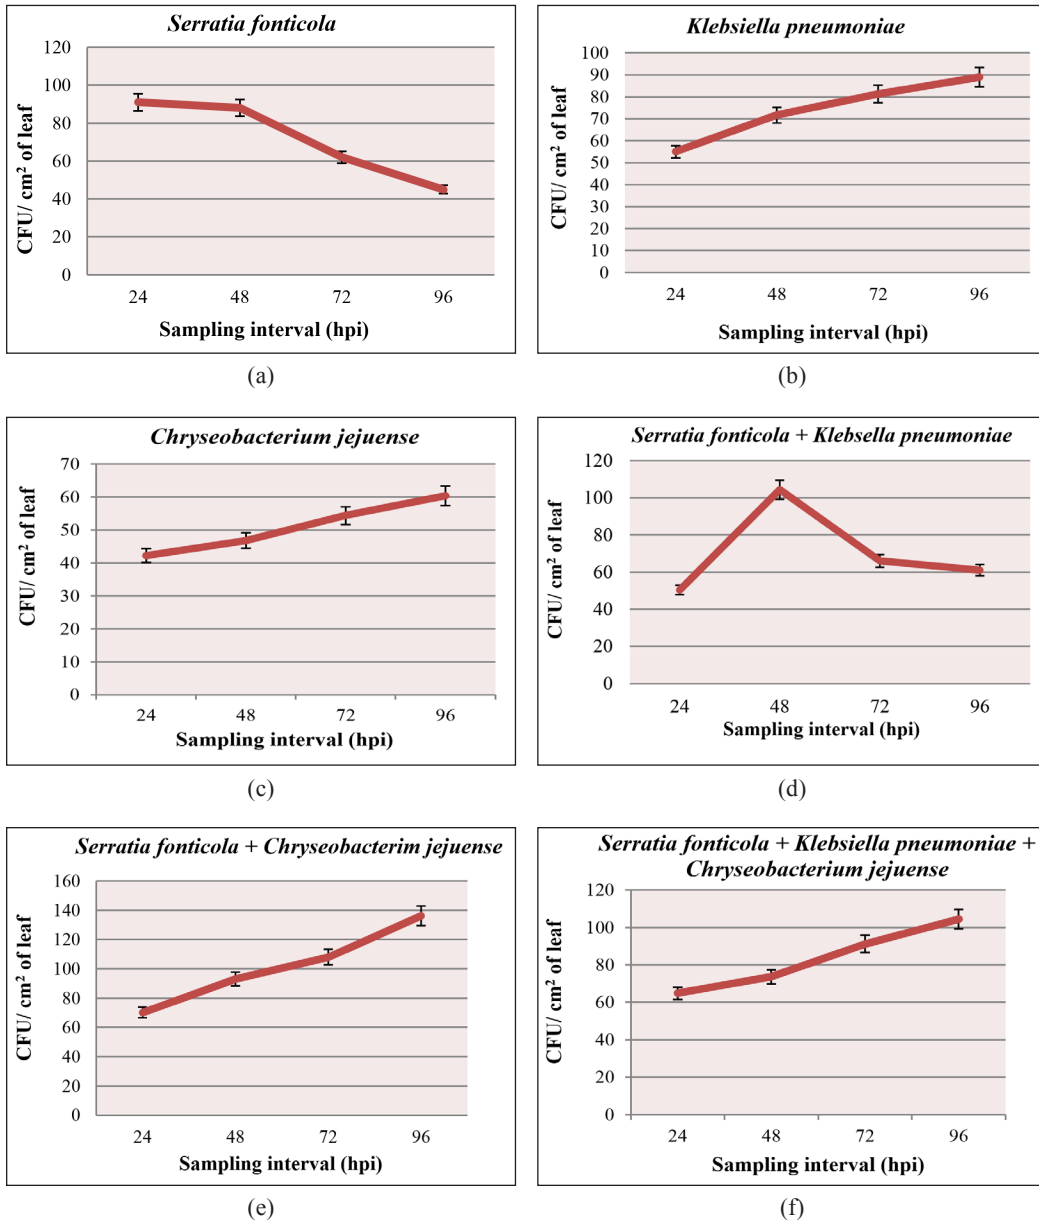 Serratia fonticola
120
100
80
60
40
20
0
CFU/ cm² of leaf
24 48 72 96
Sampling interval (hpi)
(a)
Klebsiella pneumoniae
100
90
80
70
60
50
40
30
20
10
0
CFU/ cm² of leaf
24 48 72 96
Sampling interval (hpi)
(b)
Chryseobacterium jejuense
70
60
50
40
30
20
10
0
CFU/ cm² of leaf
24 48 72 96
Sampling interval (hpi)
(c)
Serratia fonticola + Klebsella pneumoniae
120
100
80
60
40
20
0
CFU/ cm² of leaf
24 48 72 96
Sampling interval (hpi)
(d)
Serratia fonticola + Chryseobacterim jejuense
160
140
120
100
80
60
40
20
0
CFU/ cm² of leaf
24 48 72 96
Sampling interval (hpi)
(e)
Serratia fonticola + Klebsiella pneumoniae +
Chryseobacterium jejuense
120
100
80
60
40
20
0
CFU/ cm² of leaf
24 48 72 96
Sampling interval (hpi)
(f)